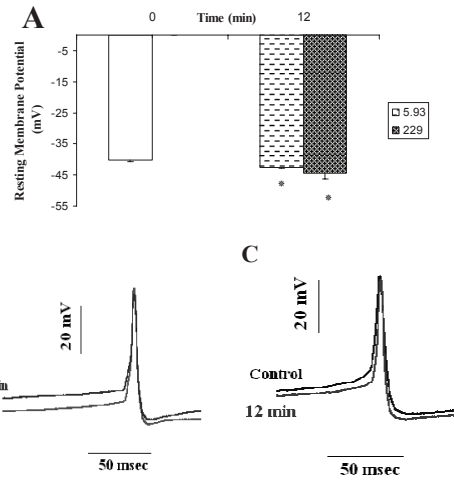 A
0 Time (min) 12
Resting Membrane Potential
(mV)
-5
-15
-25
-35
-45
-55
5.93
229
*
*
C
20 mV
20 mV
in
Control
12 min
50 msec
50 msec